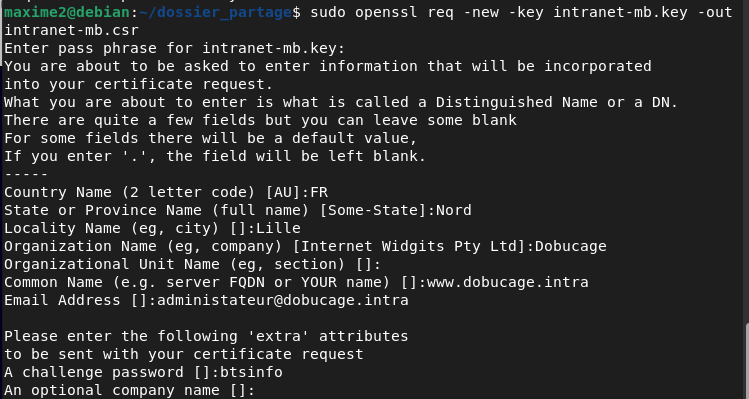 maxime2@debian:~/dossier_partage$ sudo openssl req -new -key intranet-mb.key -out
intranet-mb.csr
Enter pass phrase for intranet-mb.key:
You are about to be asked to enter information that will be incorporated
into your certificate request.
What you are about to enter is what is called a Distinguished Name or a DN.
There are quite a few fields but you can leave some blank
For some fields there will be a default value,
If you enter '.', the field will be left blank.
-----
Country Name (2 letter code) [AU]:FR
State or Province Name (full name) [Some-State]:Nord
Locality Name (eg, city) []:Lille
Organization Name (eg, company) [Internet Widgits Pty Ltd]:Dobucage
Organizational Unit Name (eg, section) []:
Common Name (e.g. server FQDN or YOUR name) []:www.dobucage.intra
Email Address []:administateur@dobucage.intra

Please enter the following 'extra' attributes
to be sent with your certificate request
A challenge password []:btsinfo
An optional company name []: